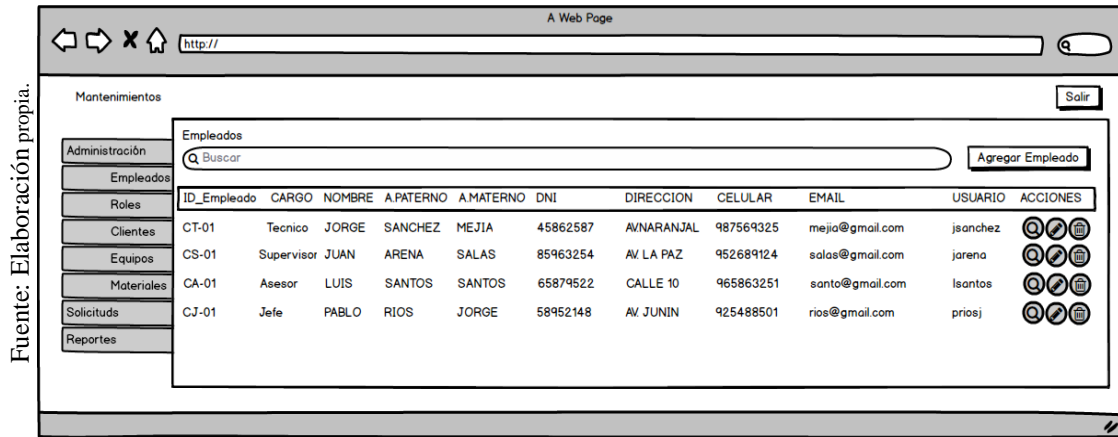 A Web Page
http://
Mantenimientos
Salir
Fuente: Elaboración propia.
Administración
Empleados
Roles
Clientes
Equipos
Materiales
Solicituds
Reportes
Empleados
Buscar
Agregar Empleado
ID_Empleado CARGO NOMBRE A.PATERNO A.MATERNO DNI DIRECCION CELULAR EMAIL USUARIO ACCIONES
CT-01 Tecnico JORGE SANCHEZ MEJIA 45862587 AV.NARANJAL 987569325 mejia@gmail.com jsanchez
CS-01 Supervisor JUAN ARENA SALAS 85963254 AV. LA PAZ 952689124 salas@gmail.com jarena
CA-01 Asesor LUIS SANTOS SANTOS 65879522 CALLE 10 965863251 santo@gmail.com lsantos
CJ-01 Jefe PABLO RIOS JORGE 58952148 AV. JUNIN 925488501 rios@gmail.com priosj